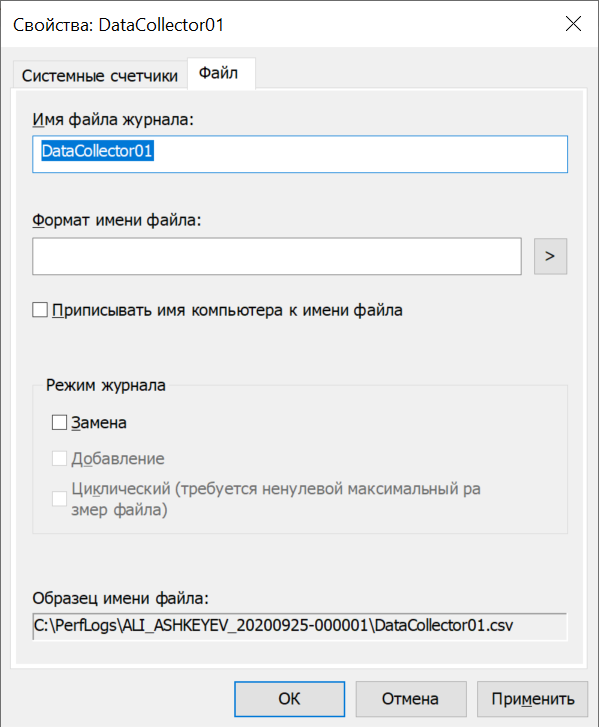 Свойства: DataCollector01
Системные счетчики
Файл
Имя файла журнала:
DataCollector01
Формат имени файла:
>
Приписывать имя компьютера к имени файла
Режим журнала
Замена
Добавление
Циклический (требуется ненулевой максимальный ра
змер файла)
Образец имени файла:
C:\PerfLogs\ALI_ASHKEYEV_20200925-000001\DataCollector01.csv
ОК
Отмена
Применить